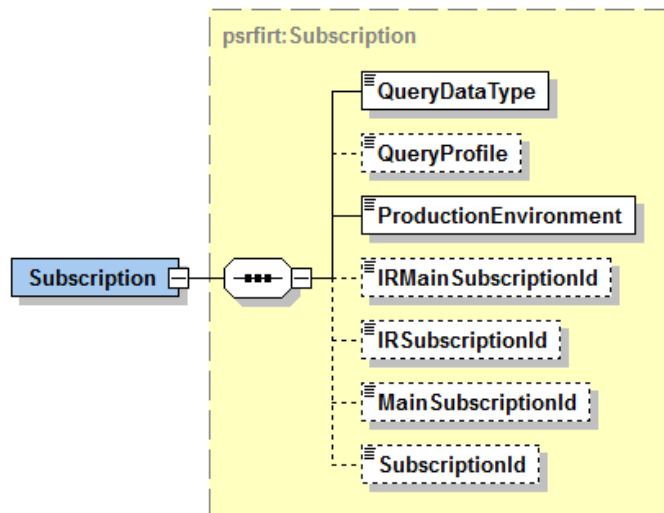 psrfirt:Subscription
QueryDataType
QueryProfile
ProductionEnvironment
Subscription
IRMainSubscriptionId
IRSubscriptionId
MainSubscriptionId
SubscriptionId